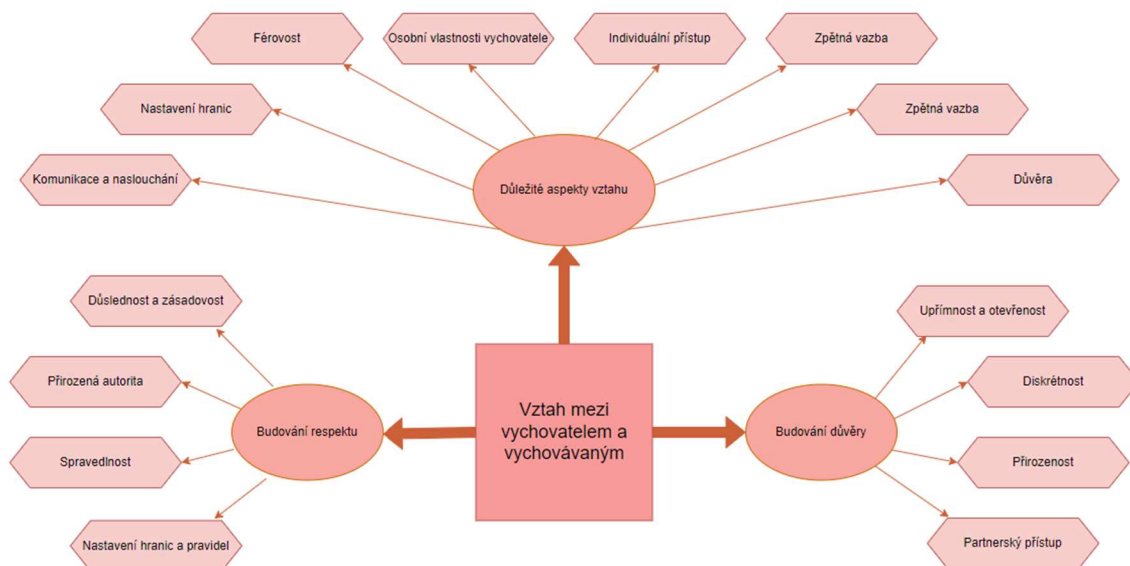 Férovost
Osobní vlastnosti vychovatele
Individuální přístup
Zpětná vazba
Nastavení hranic
Zpětná vazba
Komunikace a naslouchání
Důležité aspekty vztahu
Důvěra
Důslednost a zásadovost
Upřímnost a otevřenost
Přirozená autorita
Diskrétnost
Budování respektu
Vztah mezi
vychovatelem a
vychovávaným
Budování důvěry
Spravedlnost
Přirozenost
Nastavení hranic a pravidel
Partnerský přístup